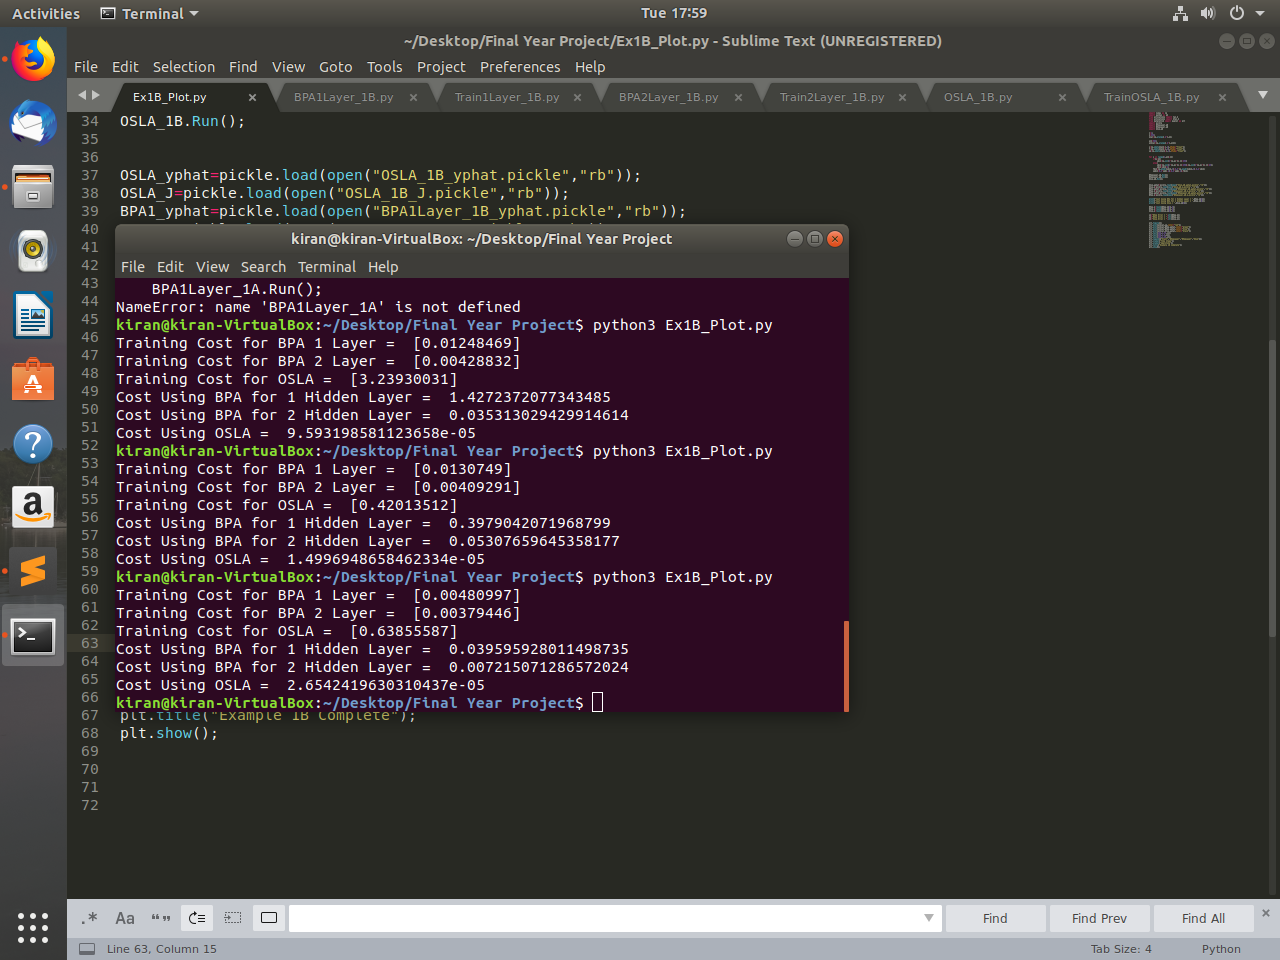 Activities Terminal Tue 17:59
~/Desktop/Final Year Project/Ex1B_Plot.py - Sublime Text (UNREGISTERED)
File Edit Selection Find View Goto Tools Project Preferences Help
Ex1B_Plot.py BPA1Layer_1B.py Train1Layer_1B.py BPA2Layer_1B.py Train2Layer_1B.py OSLA_1B.py TrainOSLA_1B.py
34 OSLA_1B.Run();
35
36
37 OSLA_yphat=pickle.load(open("OSLA_1B_yphat.pickle","rb"));
38 OSLA_J=pickle.load(open("OSLA_1B_J.pickle","rb"));
39 BPA1_yphat=pickle.load(open("BPA1Layer_1B_yphat.pickle","rb"));
40
41
42
43
44
45
46
47
48
49
50
51
52
53
54
55
56
57
58
59
60
61
62
63
64
65
66
67 plt.title("Example 1B Complete");
68 plt.show();
69
70
71
72
kiran@kiran-VirtualBox: ~/Desktop/Final Year Project
File Edit View Search Terminal Help
BPA1Layer_1A.Run();
NameError: name 'BPA1Layer_1A' is not defined
kiran@kiran-VirtualBox:~/Desktop/Final Year Project$ python3 Ex1B_Plot.py
Training Cost for BPA 1 Layer =  [0.01248469]
Training Cost for BPA 2 Layer =  [0.00428832]
Training Cost for OSLA =  [3.23930031]
Cost Using BPA for 1 Hidden Layer =  1.4272372077343485
Cost Using BPA for 2 Hidden Layer =  0.035313029429914614
Cost Using OSLA =  9.593198581123658e-05
kiran@kiran-VirtualBox:~/Desktop/Final Year Project$ python3 Ex1B_Plot.py
Training Cost for BPA 1 Layer =  [0.0130749]
Training Cost for BPA 2 Layer =  [0.00409291]
Training Cost for OSLA =  [0.42013512]
Cost Using BPA for 1 Hidden Layer =  0.3979042071968799
Cost Using BPA for 2 Hidden Layer =  0.05307659645358177
Cost Using OSLA =  1.4996948658462334e-05
kiran@kiran-VirtualBox:~/Desktop/Final Year Project$ python3 Ex1B_Plot.py
Training Cost for BPA 1 Layer =  [0.00480997]
Training Cost for BPA 2 Layer =  [0.00379446]
Training Cost for OSLA =  [0.63855587]
Cost Using BPA for 1 Hidden Layer =  0.039595928011498735
Cost Using BPA for 2 Hidden Layer =  0.007215071286572024
Cost Using OSLA =  2.6542419630310437e-05
kiran@kiran-VirtualBox:~/Desktop/Final Year Project$
.* Aa “” Find Find Prev Find All
Line 63, Column 15 Tab Size: 4 Python